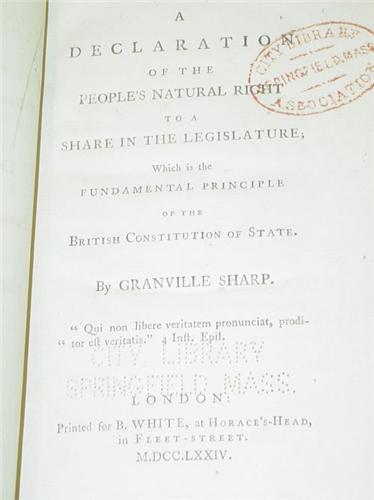 A
DECLARATION
OF THE
PEOPLE'S NATURAL RIGHT
TO A
SHARE IN THE LEGISLATURE;
Which is the
FUNDAMENTAL PRINCIPLE
OF THE
BRITISH CONSTITUTION OF STATE.
By GRANVILLE SHARP.
“ Qui non libere veritatem pronunciat, prodi-
“ tor eſt veritatis.” 4 Inſt. Epil.
CITY LIBRARY
SPRINGFIELD, MASS.
LONDON:
Printed for B. WHITE, at HORACE'S-HEAD,
in FLEET-STREET.
M.DCC.LXXIV.
CITY LIBRARY
SPRINGFIELD, MASS.
ASSOCIATION